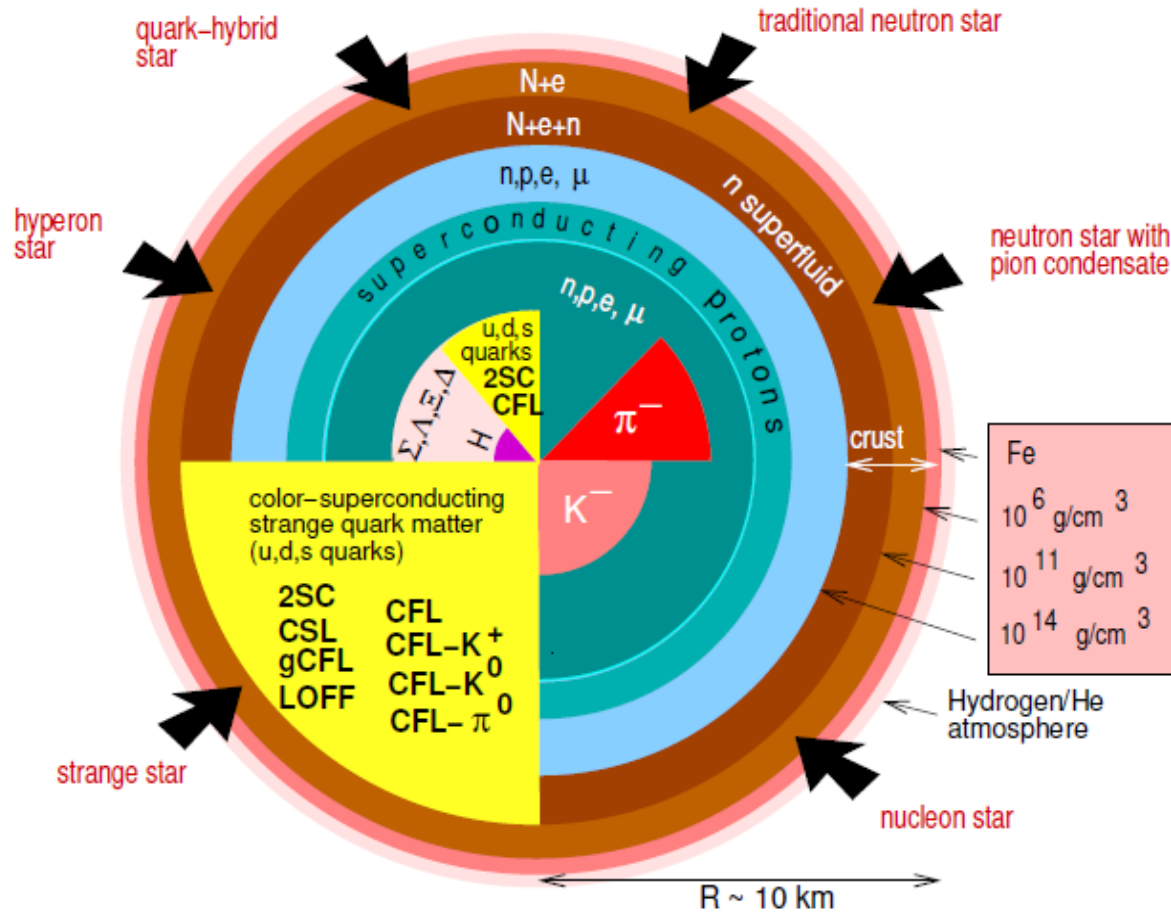 quark–hybrid
star
traditional neutron star
N+e
N+e+n
n,p,e, μ
n superfluid
hyperon
star
neutron star with
pion condensate
superconducting protons
n,p,e, μ
u,d,s
quarks
2SC
CFL
Σ,Λ,Ξ,Δ
H
π⁻
K⁻
crust
Fe
10⁶ g/cm³
10¹¹ g/cm³
10¹⁴ g/cm³
Hydrogen/He
atmosphere
color–superconducting
strange quark matter
(u,d,s quarks)
2SC
CSL
gCFL
LOFF
CFL
CFL–K⁺
CFL–K⁰
CFL–π⁰
strange star
nucleon star
R ~ 10 km